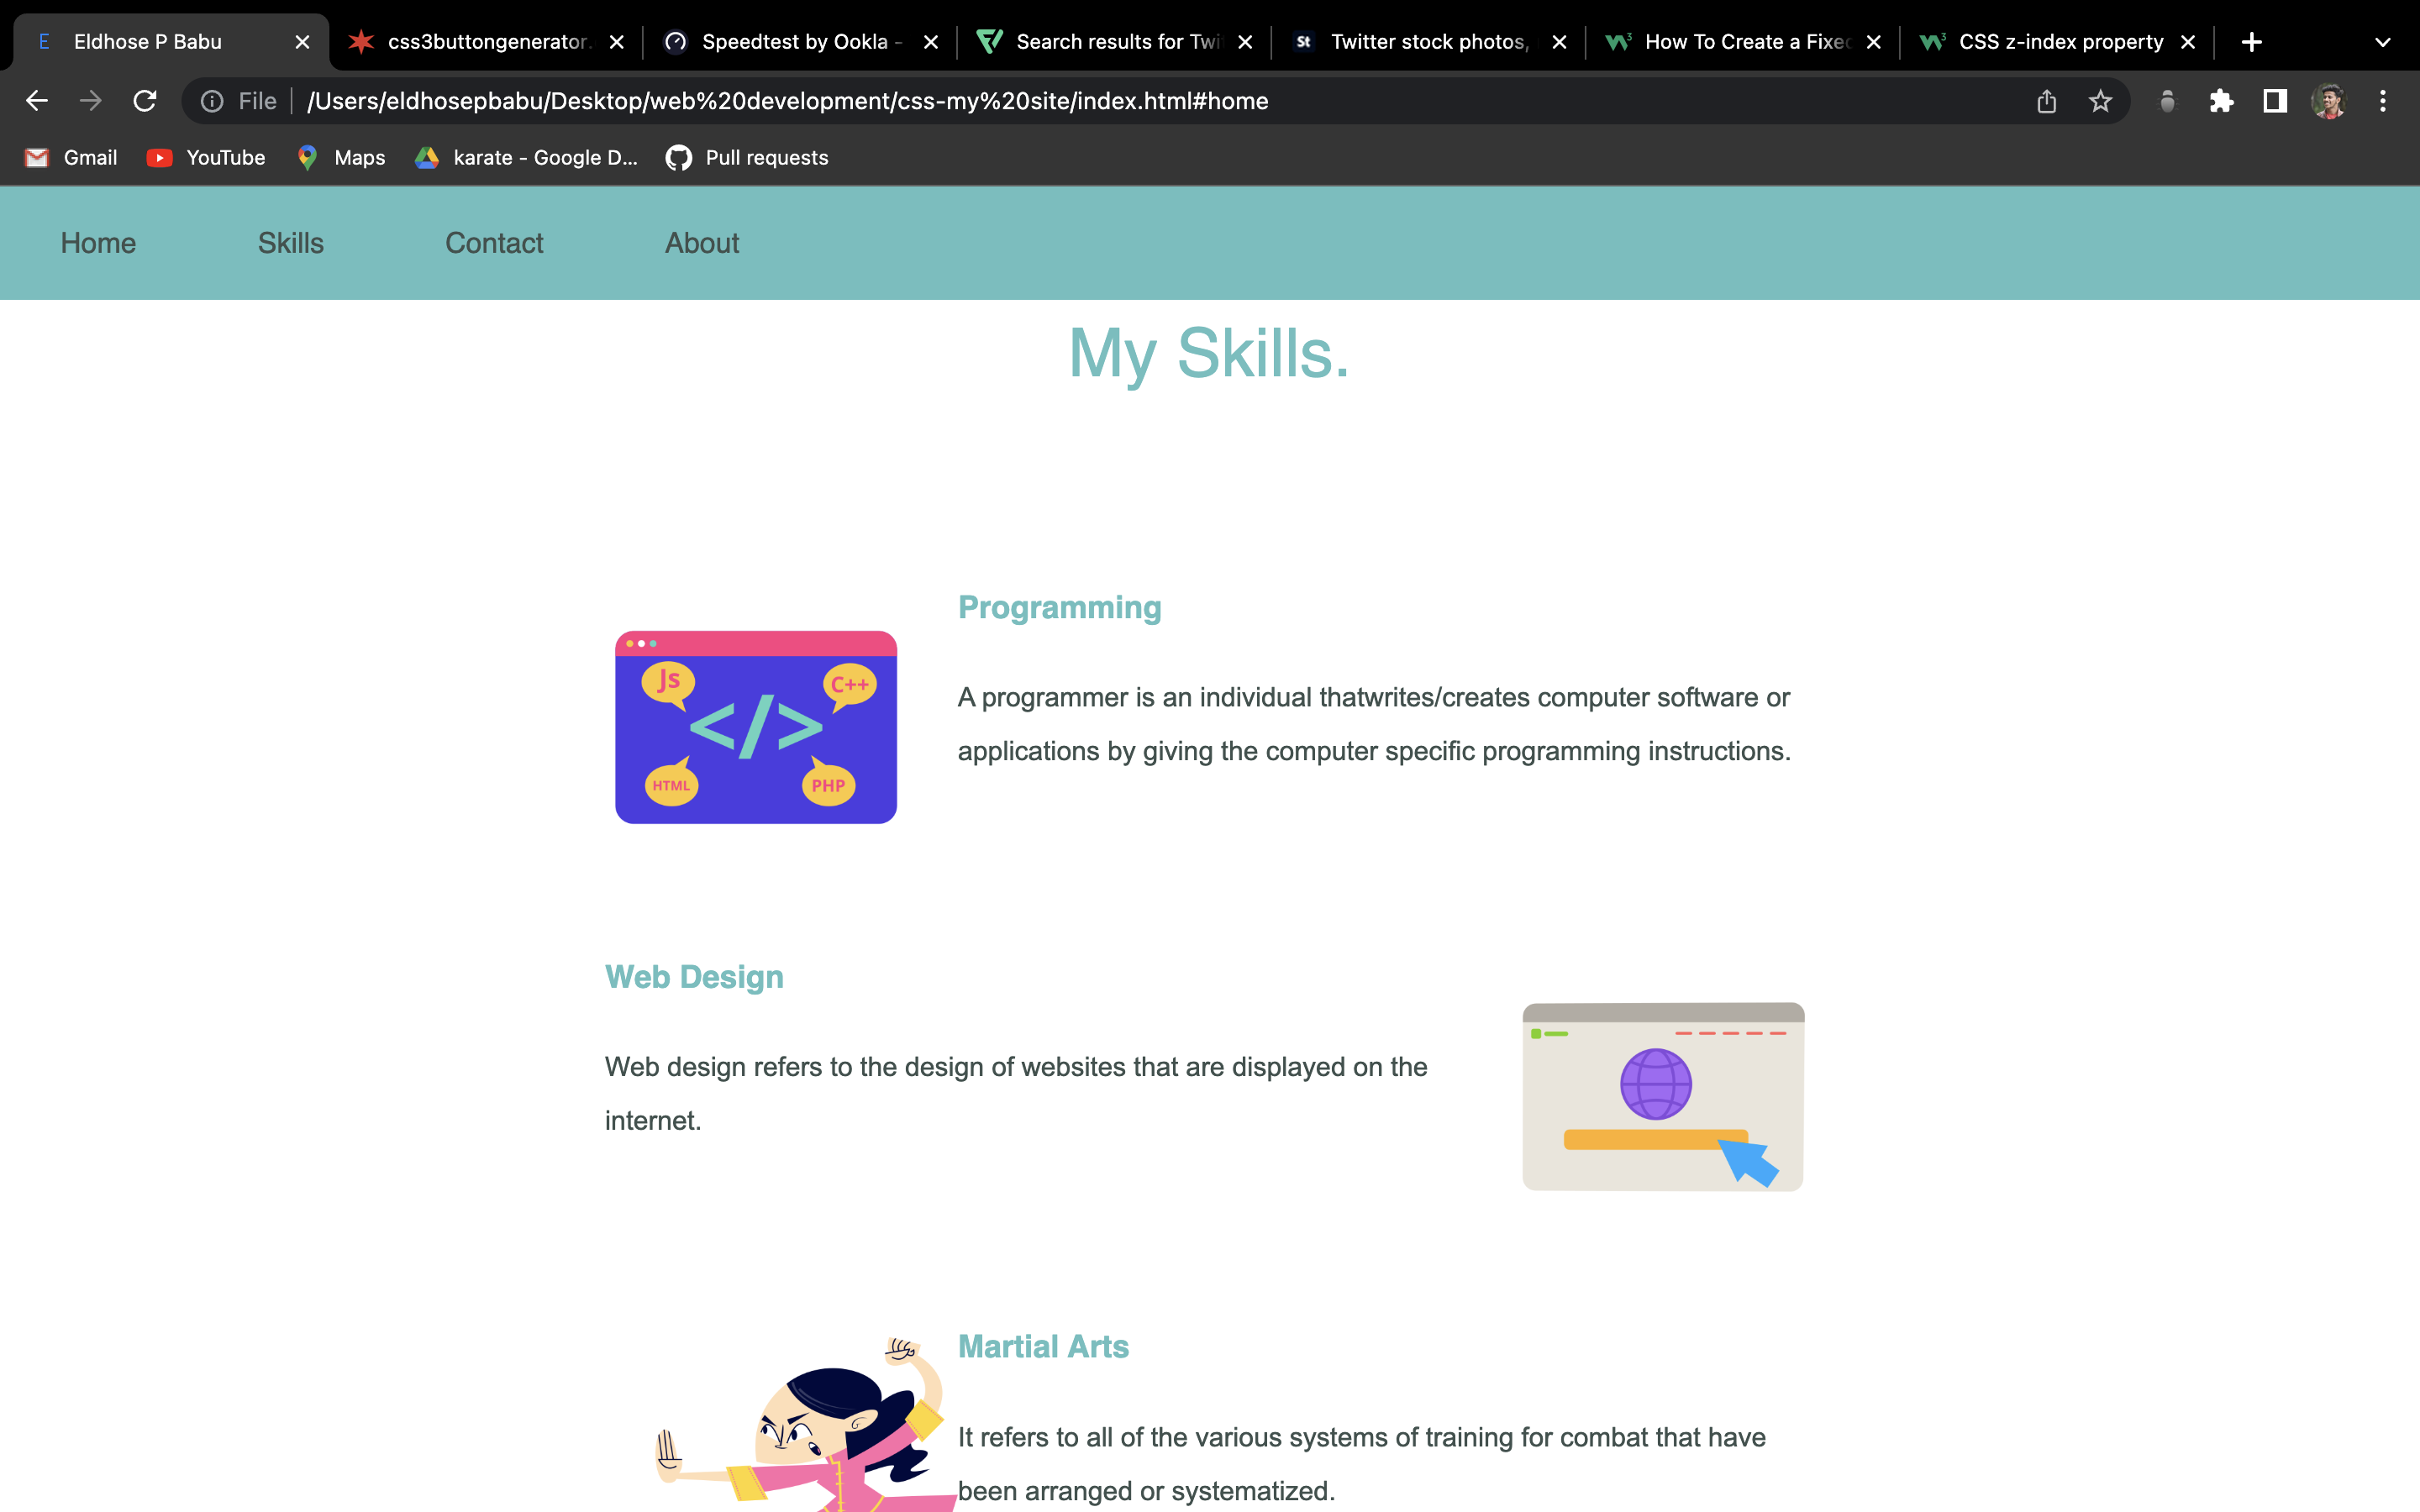 E Eldhose P Babu
css3buttongenerator.
Speedtest by Ookla -
Search results for Twi
St Twitter stock photos,
How To Create a Fixed
CSS z-index property
File /Users/eldhosepbabu/Desktop/web%20development/css-my%20site/index.html#home
Gmail YouTube Maps karate - Google D... Pull requests
Home Skills Contact About
My Skills.
Programming
JS C++
</>
HTML PHP
A programmer is an individual thatwrites/creates computer software or
applications by giving the computer specific programming instructions.
Web Design
Web design refers to the design of websites that are displayed on the
internet.
Martial Arts
It refers to all of the various systems of training for combat that have
been arranged or systematized.